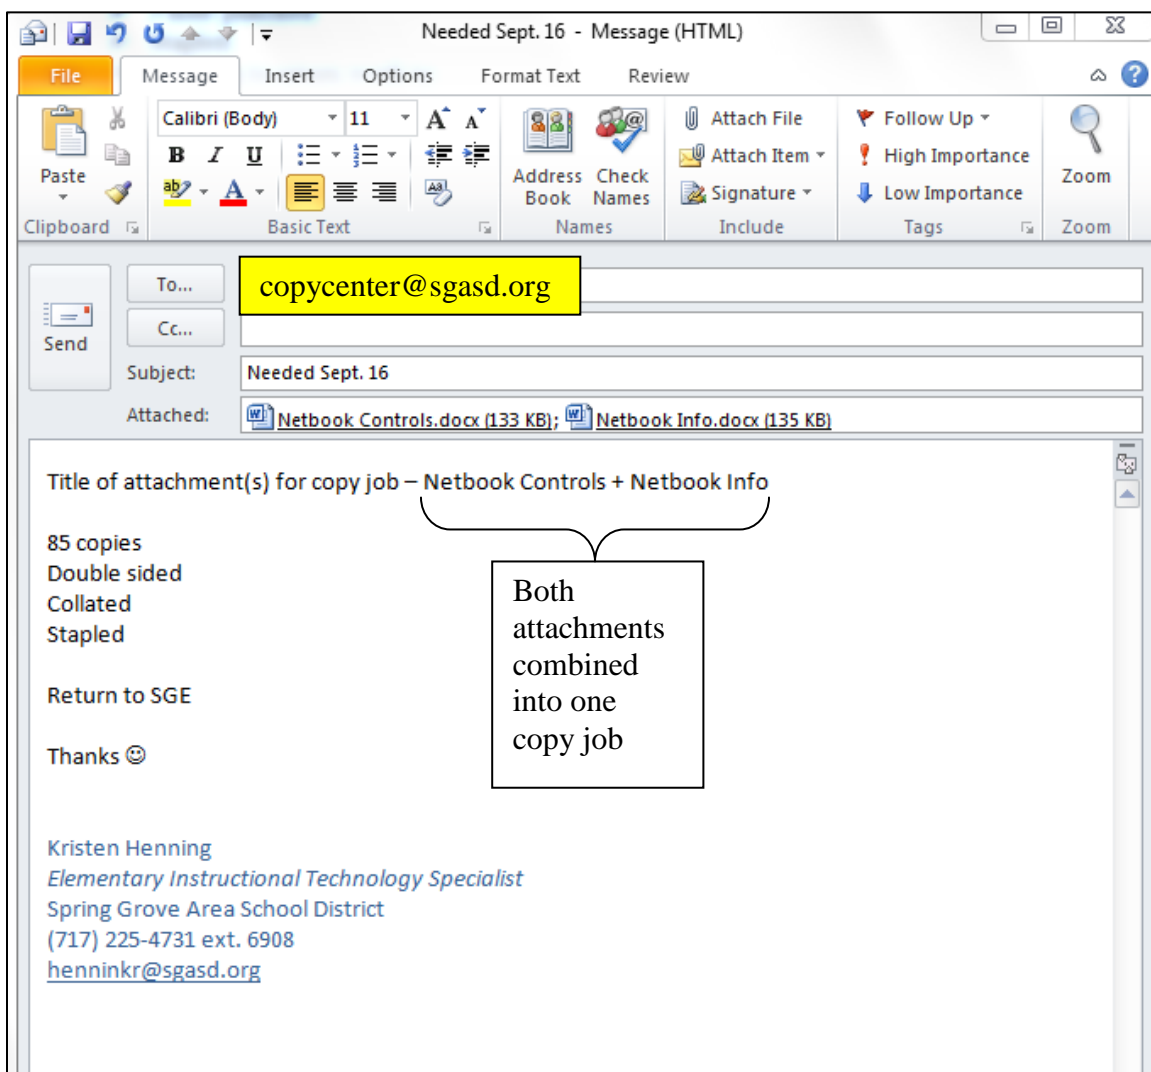 Needed Sept. 16 - Message (HTML)
File Message Insert Options Format Text Review
Calibri (Body) 11 A A Attach File Follow Up
B I U Attach Item High Importance
Paste Address Check Zoom
ab A Aa Book Names Signature Low Importance
Clipboard Basic Text Names Include Tags Zoom
To... copycenter@sgasd.org
Cc...
Send
Subject: Needed Sept. 16
Attached: Netbook Controls.docx (133 KB); Netbook Info.docx (135 KB)
Title of attachment(s) for copy job – Netbook Controls + Netbook Info
85 copies
Double sided
Collated
Stapled
Return to SGE
Thanks ☺
Both
attachments
combined
into one
copy job
Kristen Henning
Elementary Instructional Technology Specialist
Spring Grove Area School District
(717) 225-4731 ext. 6908
henninkr@sgasd.org